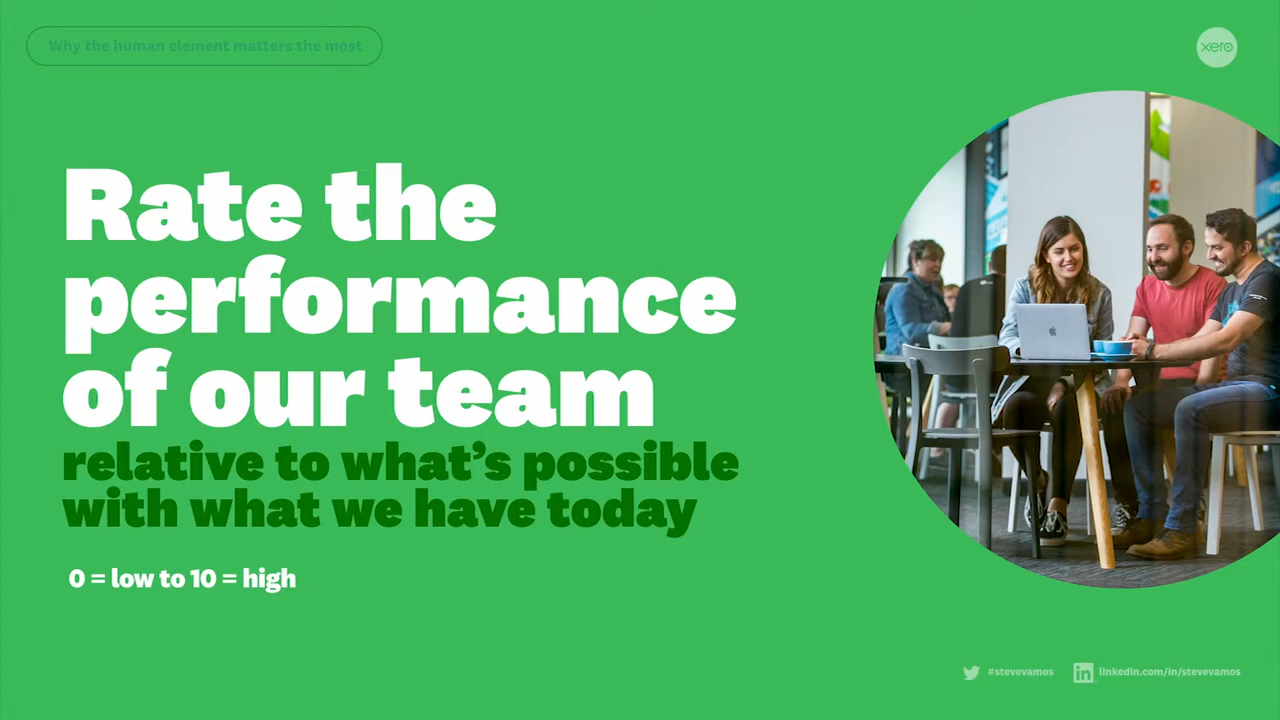 Why the human element matters the most
xero
Rate the
performance
of our team
relative to what's possible
with what we have today
0 = low to 10 = high
#stevevamos
linkedin.com/in/stevevamos